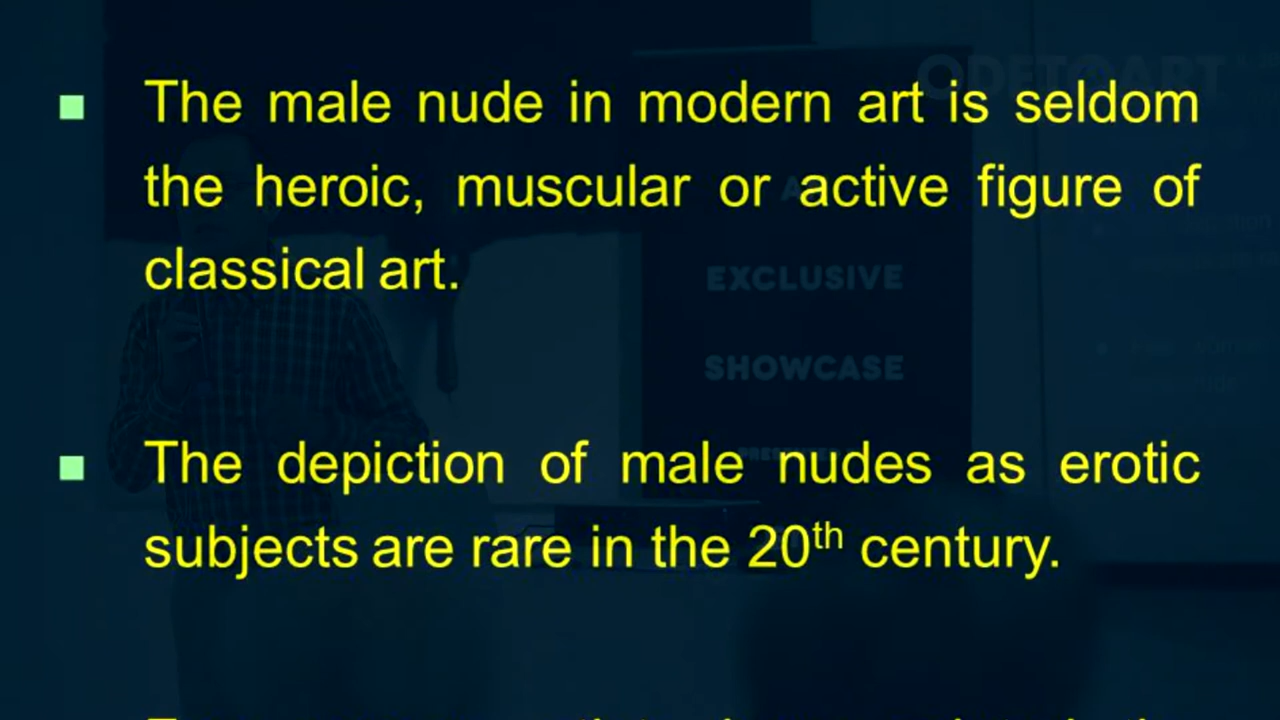 ODETOART
The male nude in modern art is seldom
the heroic, muscular or active figure of
classical art.
EXCLUSIVE
SHOWCASE
The depiction of male nudes as erotic
subjects are rare in the 20th century.